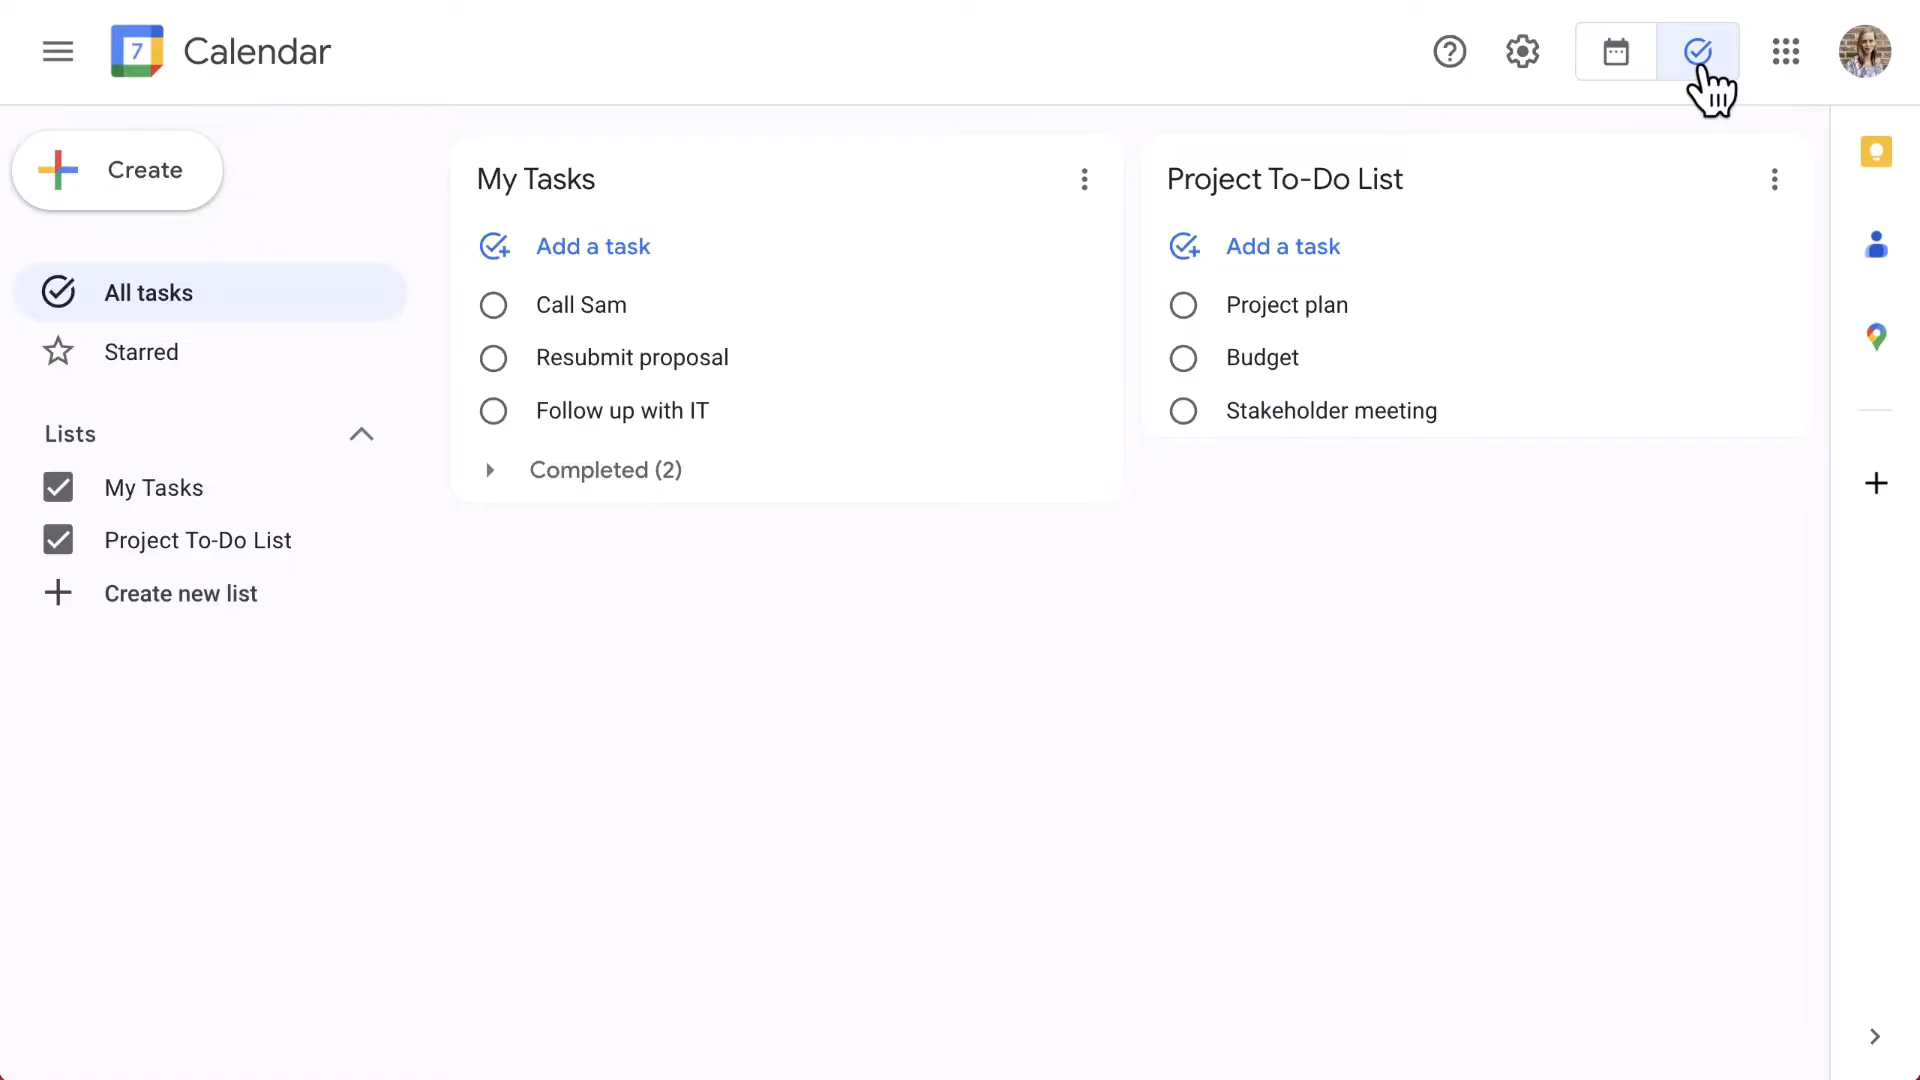 7 Calendar
Create
All tasks
Starred
Lists
My Tasks
Project To-Do List
Create new list
My Tasks
Add a task
Call Sam
Resubmit proposal
Follow up with IT
Completed (2)
Project To-Do List
Add a task
Project plan
Budget
Stakeholder meeting